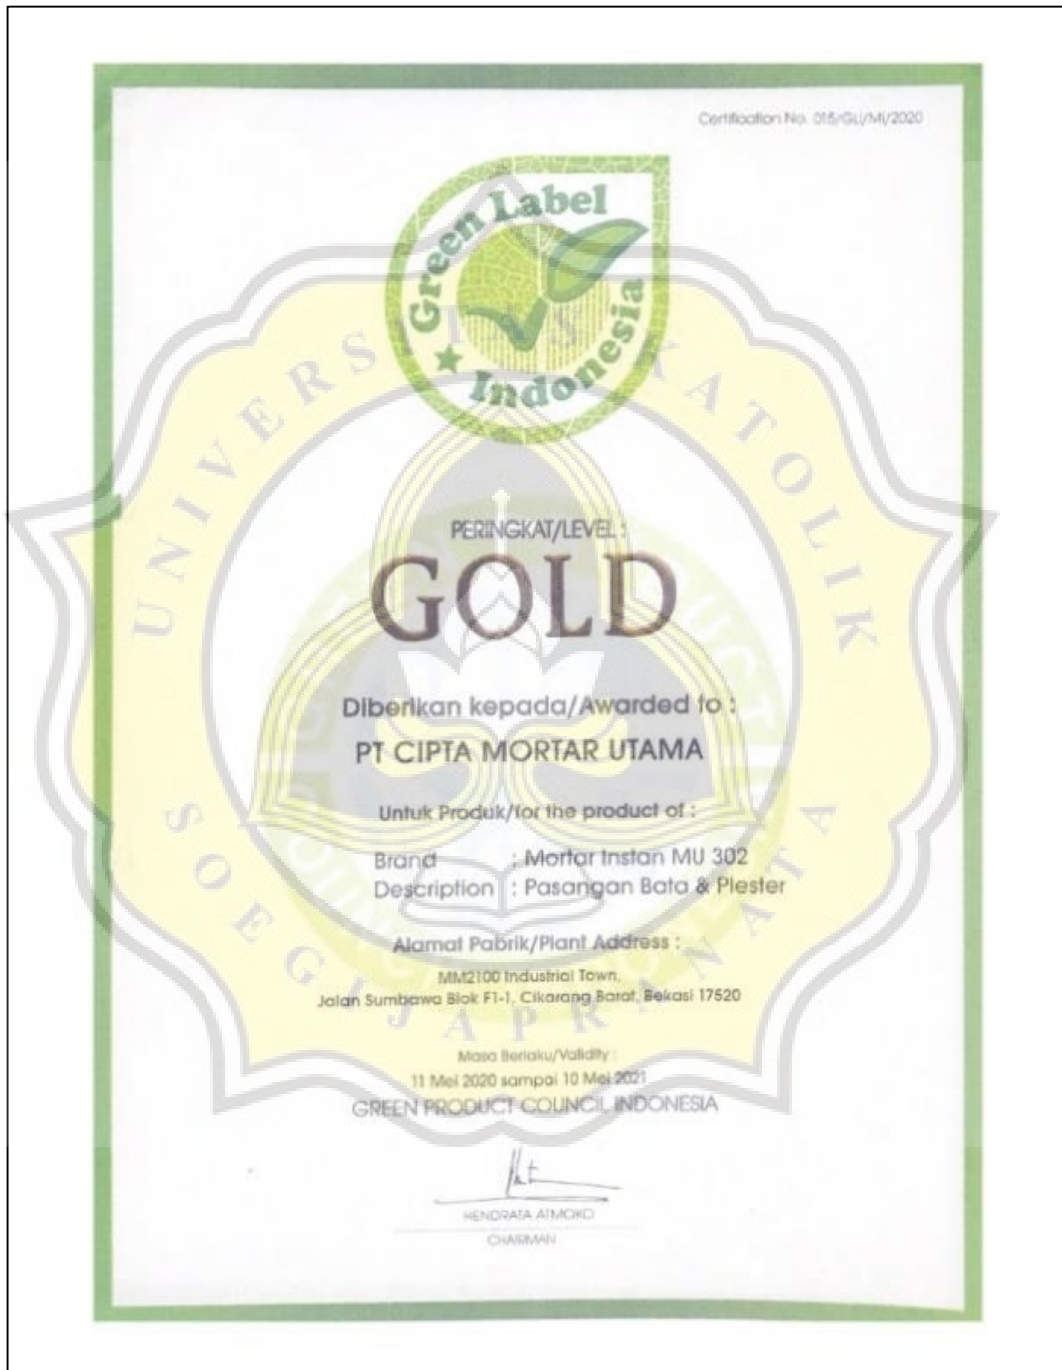 Certification No. 015/GLI/MI/2020
Green Label
Indonesia
UNIVERSITAS KATOLIK
SOEGIJAPRANATA
PERINGKAT/LEVEL :
GOLD
Diberikan kepada/Awarded to :
PT CIPTA MORTAR UTAMA
Untuk Produk/for the product of :
Brand : Mortar Instan MU 302
Description : Pasangan Bata & Plester
Alamat Pabrik/Plant Address :
MM2100 Industrial Town,
Jalan Sumbawa Blok F1-1, Cikarang Barat, Bekasi 17520
Masa Berlaku/Validity :
11 Mei 2020 sampai 10 Mei 2021
GREEN PRODUCT COUNCIL INDONESIA
HENDRATA ATMOKO
CHAIRMAN